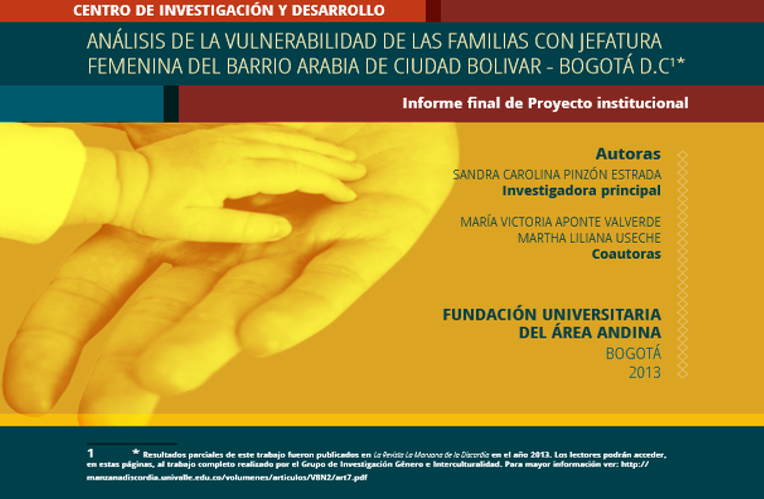 CENTRO DE INVESTIGACIÓN Y DESARROLLO
ANÁLISIS DE LA VULNERABILIDAD DE LAS FAMILIAS CON JEFATURA
FEMENINA DEL BARRIO ARABIA DE CIUDAD BOLIVAR - BOGOTÁ D.C¹*
Informe final de Proyecto institucional
Autoras
SANDRA CAROLINA PINZÓN ESTRADA
Investigadora principal
MARÍA VICTORIA APONTE VALVERDE
MARTHA LILIANA USECHE
Coautoras
FUNDACIÓN UNIVERSITARIA
DEL ÁREA ANDINA
BOGOTÁ
2013
1 * Resultados parciales de este trabajo fueron publicados en La Revista La Manzana de la Discordia en el año 2013. Los lectores podrán acceder,
en estas páginas, al trabajo completo realizado por el Grupo de Investigación Género e Interculturalidad. Para mayor información ver: http://
manzanadiscordia.univalle.edu.co/volumenes/articulos/V8N2/art7.pdf